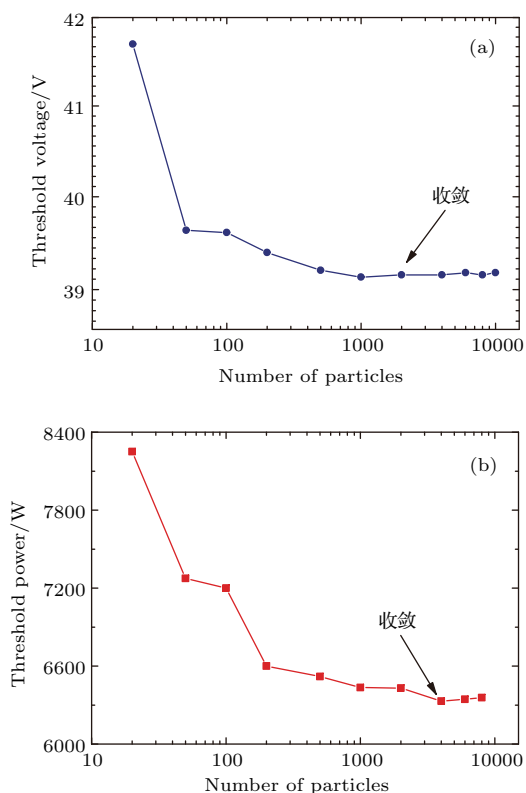 42
(a)
41
收敛
40
39
Threshold voltage/V
10
100
1000
10000
Number of particles
8400
(b)
7800
7200
收敛
6600
6000
Threshold power/W
10
100
1000
10000
Number of particles